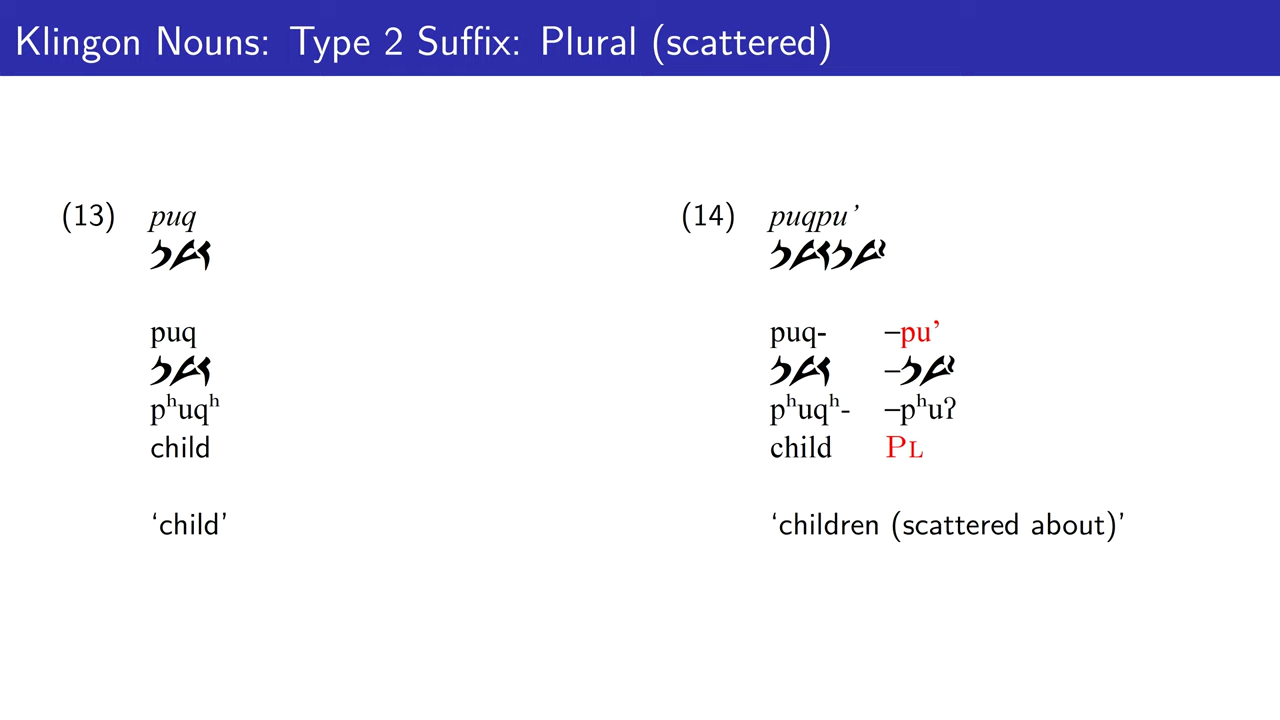 Klingon Nouns: Type 2 Suffix: Plural (scattered)
(13) puq

puq

pʰuqʰ
child
‘child’
(14) puqpu’

puq- –pu’
 –
pʰuqʰ- –pʰuʔ
child PL
‘children (scattered about)’